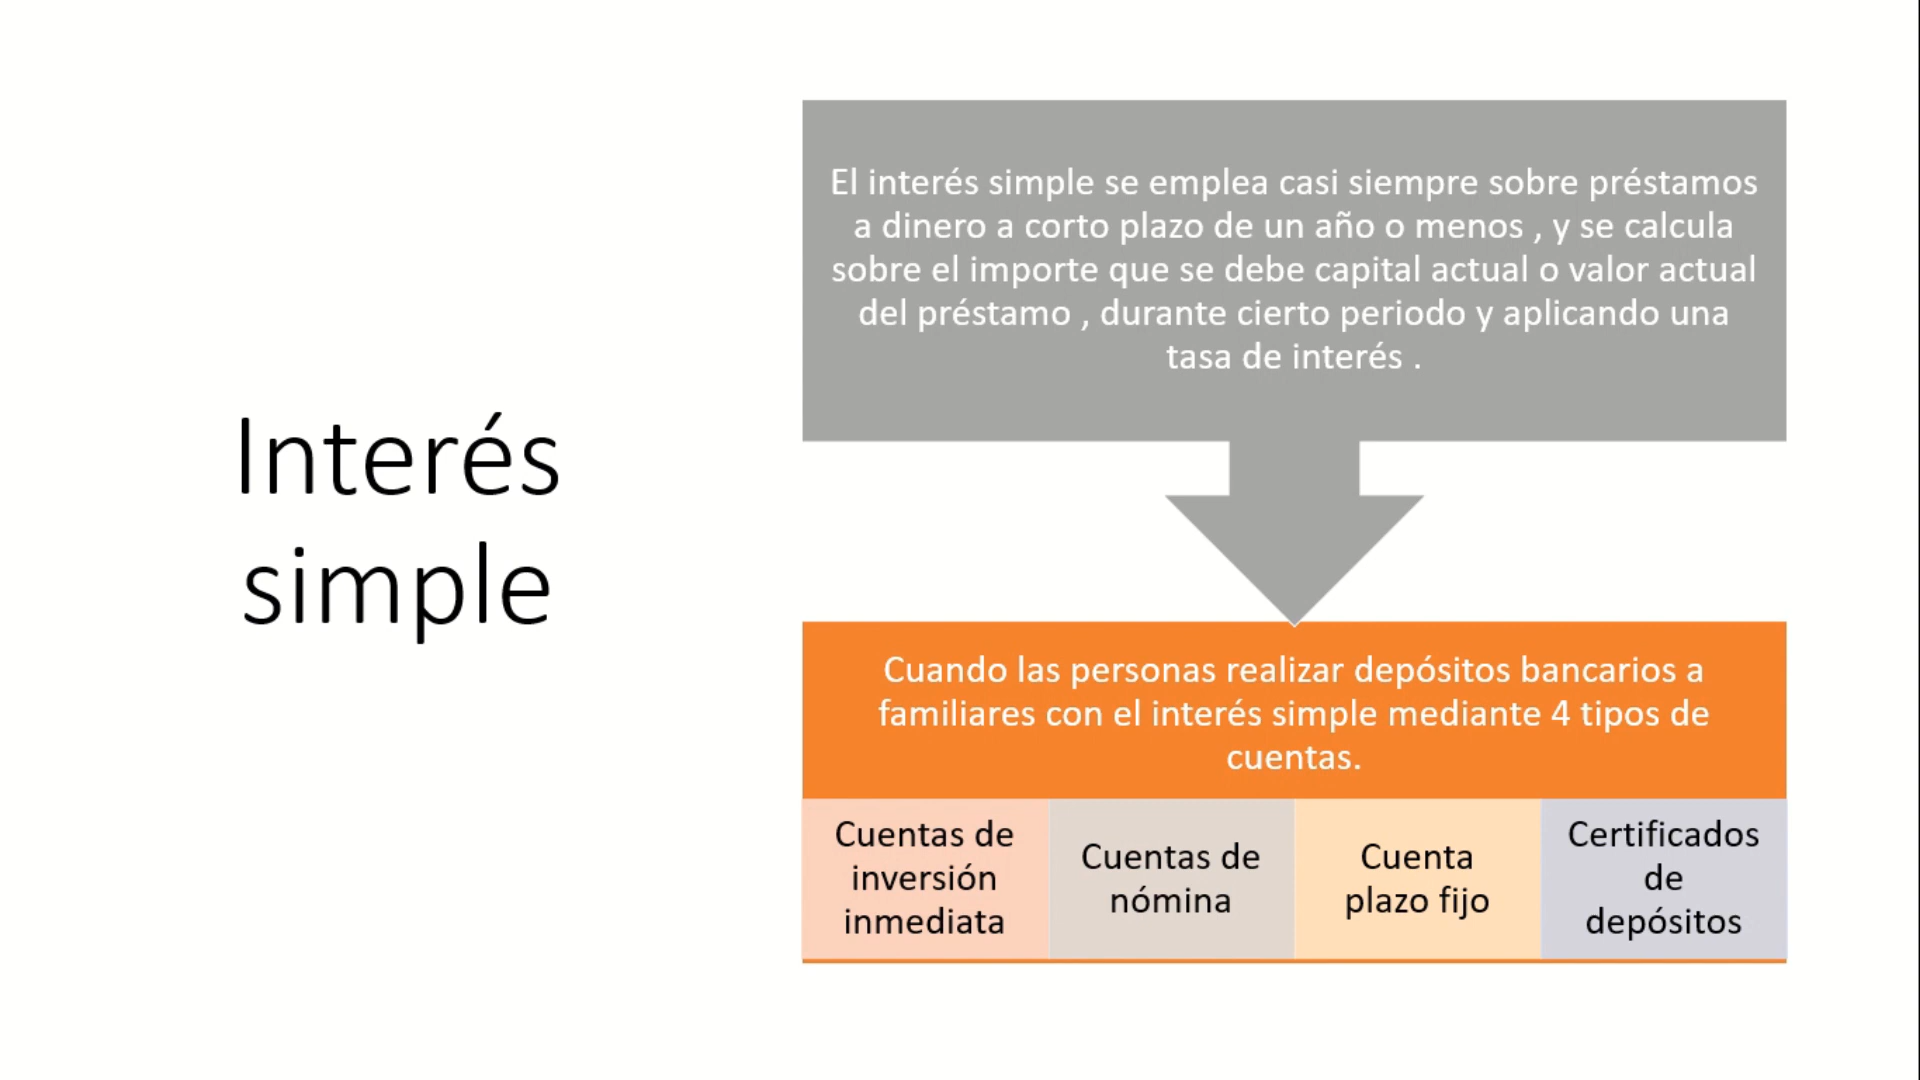 Interés
simple
El interés simple se emplea casi siempre sobre préstamos
a dinero a corto plazo de un año o menos , y se calcula
sobre el importe que se debe capital actual o valor actual
del préstamo , durante cierto periodo y aplicando una
tasa de interés .
Cuando las personas realizar depósitos bancarios a
familiares con el interés simple mediante 4 tipos de
cuentas.
Cuentas de
inversión
inmediata
Cuentas de
nómina
Cuenta
plazo fijo
Certificados
de
depósitos